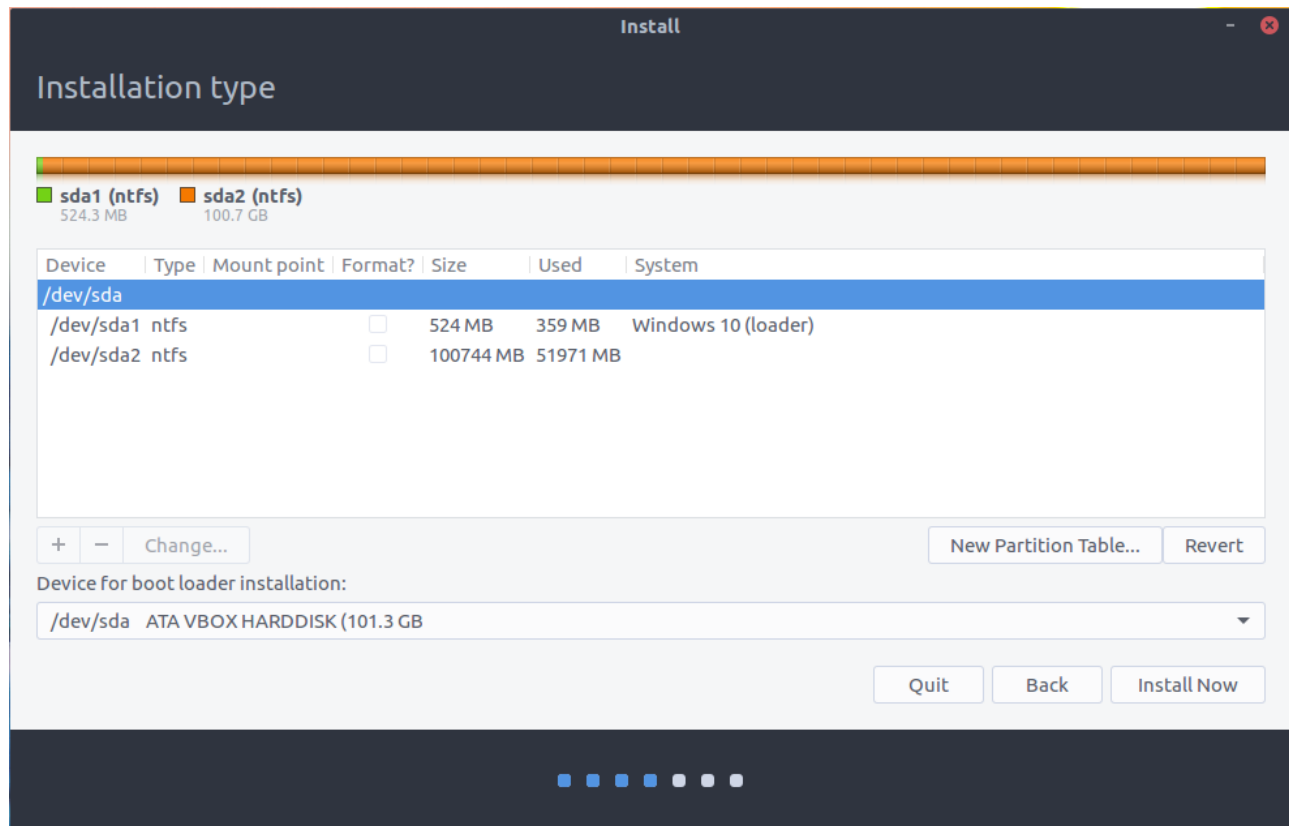 Install
Installation type
sda1 (ntfs) sda2 (ntfs)
524.3 MB 100.7 GB
Device Type Mount point Format? Size Used System
/dev/sda
/dev/sda1 ntfs 524 MB 359 MB Windows 10 (loader)
/dev/sda2 ntfs 100744 MB 51971 MB
+ − Change... New Partition Table... Revert
Device for boot loader installation:
/dev/sda ATA VBOX HARDDISK (101.3 GB
Quit Back Install Now